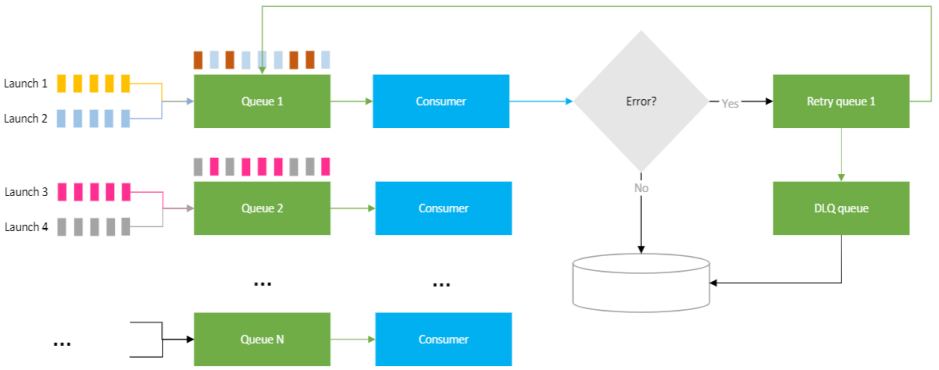 Launch 1
Launch 2
Queue 1
Consumer
Error?
Yes
Retry queue 1
Launch 3
Launch 4
Queue 2
Consumer
No
DLQ queue
...
...
...
Queue N
Consumer